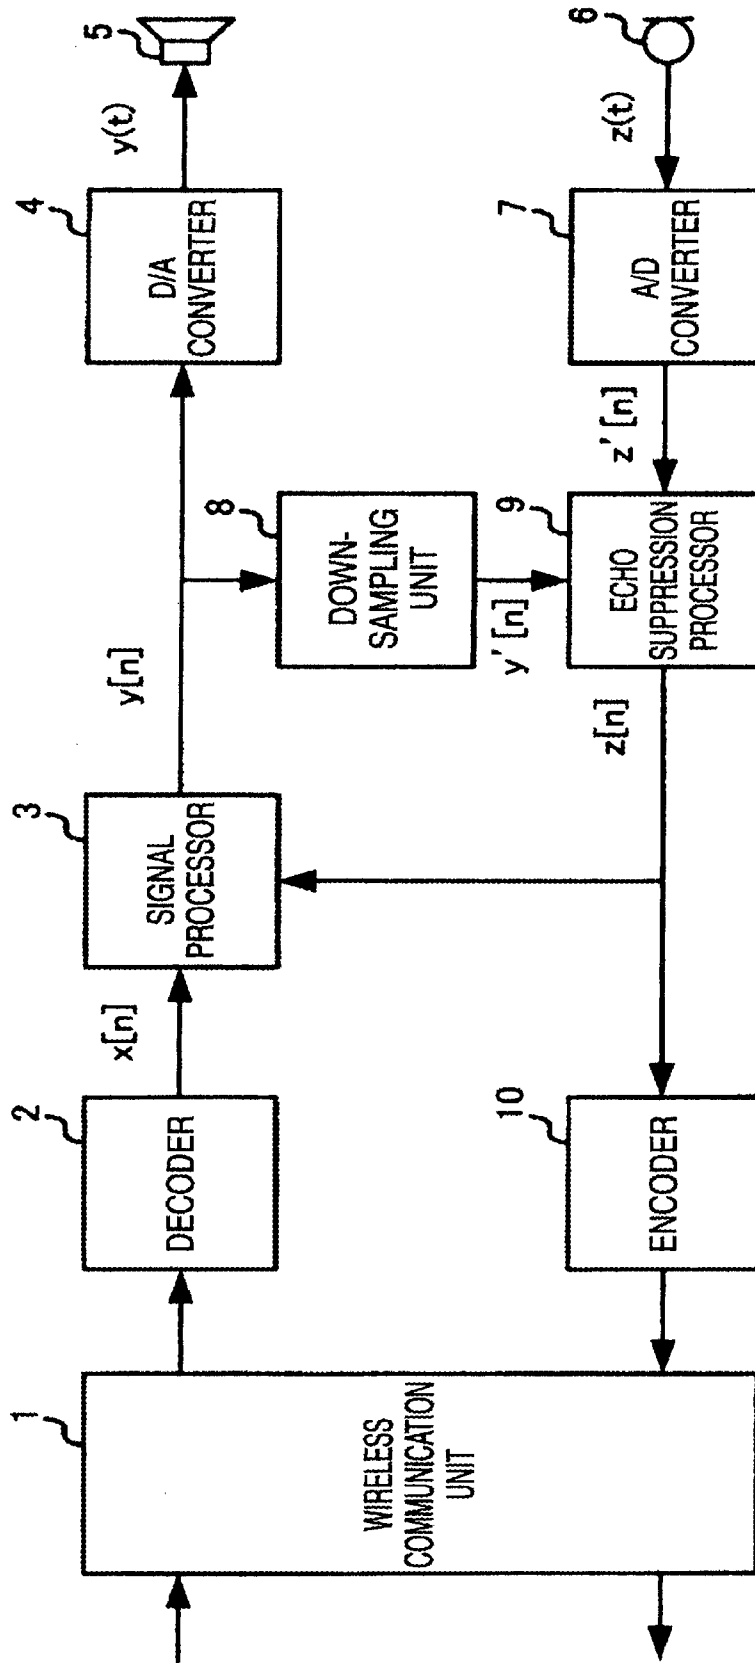 1
WIRELESS
COMMUNICATION
UNIT
2
DECODER
x[n]
3
SIGNAL
PROCESSOR
y[n]
4
D/A
CONVERTER
y(t)
5
8
DOWN-
SAMPLING
UNIT
y'[n]
10
ENCODER
z[n]
9
ECHO
SUPPRESSION
PROCESSOR
z'[n]
7
A/D
CONVERTER
z(t)
6